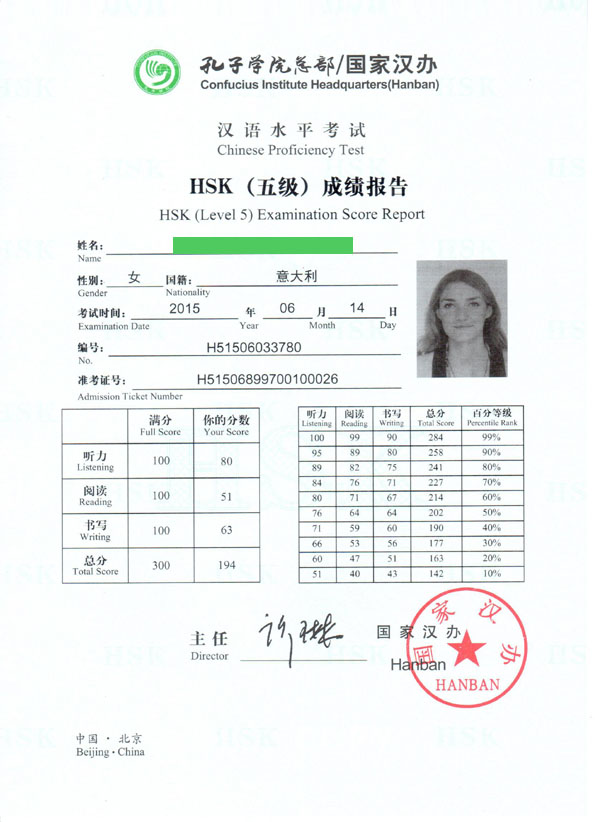 孔子学院总部/国家汉办
Confucius Institute Headquarters(Hanban)
汉语水平考试
Chinese Proficiency Test
HSK（五级）成绩报告
HSK (Level 5) Examination Score Report
姓名：
Name
性别： 女 国籍： 意大利
Gender Nationality
考试时间： 2015 年 06 月 14 日
Examination Date Year Month Day
编号： H51506033780
No.
准考证号： H51506899700100026
Admission Ticket Number
满分 你的分数
Full Score Your Score
听力 100 80
Listening
阅读 100 51
Reading
书写 100 63
Writing
总分 300 194
Total Score
听力 阅读 书写 总分 百分等级
Listening Reading Writing Total Score Percentile Rank
100 99 90 284 99%
95 89 80 258 90%
89 82 75 241 80%
84 76 71 227 70%
80 71 67 214 60%
76 64 64 202 50%
71 59 60 190 40%
66 53 56 177 30%
60 47 51 163 20%
51 40 43 142 10%
主任
Director
国家汉办
Hanban
国家汉办
HANBAN
中国·北京
Beijing·China